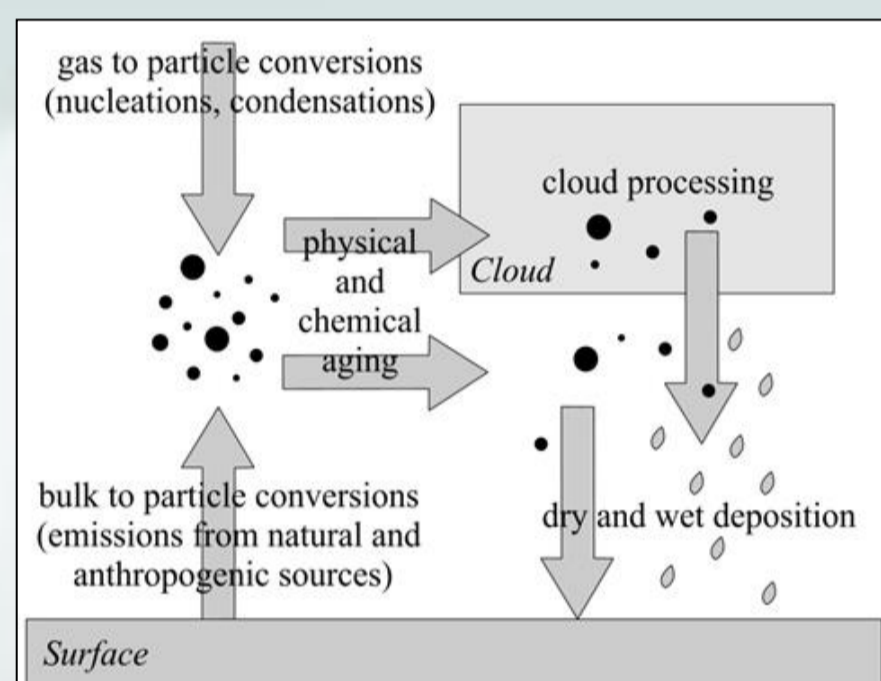 gas to particle conversions
(nucleations, condensations)
cloud processing
Cloud
physical
and
chemical
aging
bulk to particle conversions
(emissions from natural and
anthropogenic sources)
dry and wet deposition
Surface